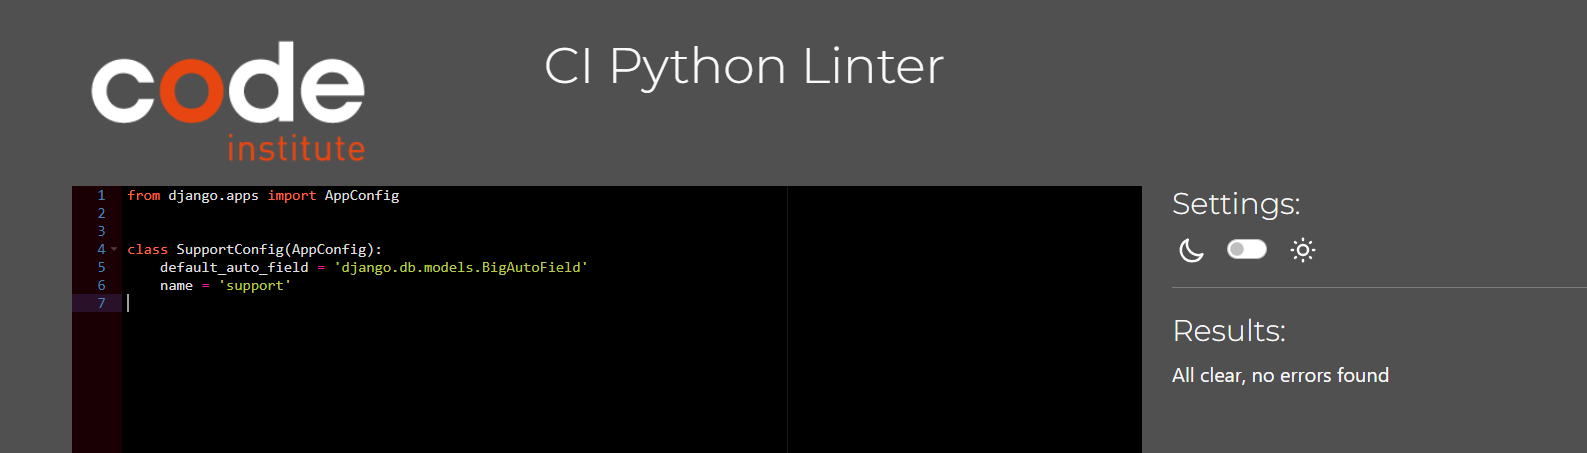 code
institute
CI Python Linter
1 from django.apps import AppConfig
2
3
4 class SupportConfig(AppConfig):
5     default_auto_field = 'django.db.models.BigAutoField'
6     name = 'support'
7
Settings:
Results:
All clear, no errors found